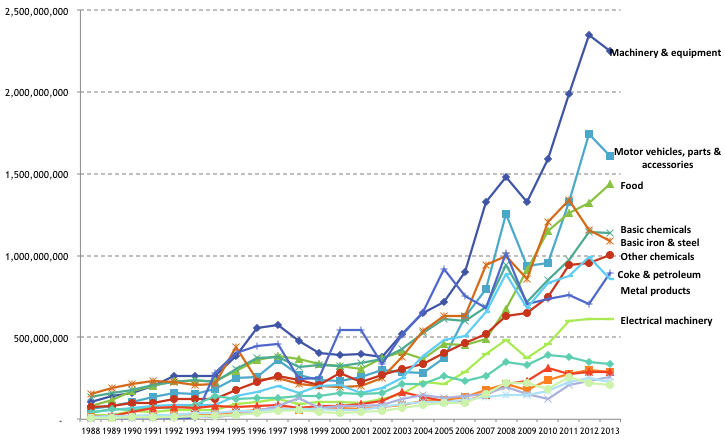 2,500,000,000
2,000,000,000
1,500,000,000
1,000,000,000
500,000,000
-
Machinery & equipment
Motor vehicles, parts &
accessories
Food
Basic chemicals
Basic iron & steel
Other chemicals
Coke & petroleum
Metal products
Electrical machinery
1988 1989 1990 1991 1992 1993 1994 1995 1996 1997 1998 1999 2000 2001 2002 2003 2004 2005 2006 2007 2008 2009 2010 2011 2012 2013